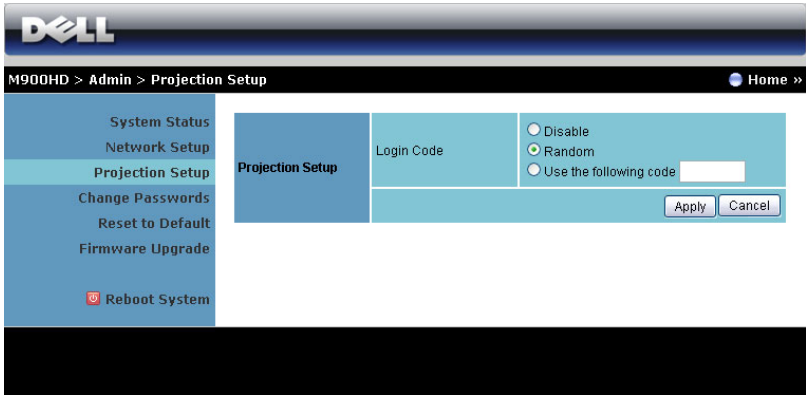 DELL
M900HD > Admin > Projection Setup
Home »
System Status
Network Setup
Projection Setup
Change Passwords
Reset to Default
Firmware Upgrade
Reboot System
Projection Setup
Login Code
Disable
Random
Use the following code
Apply
Cancel